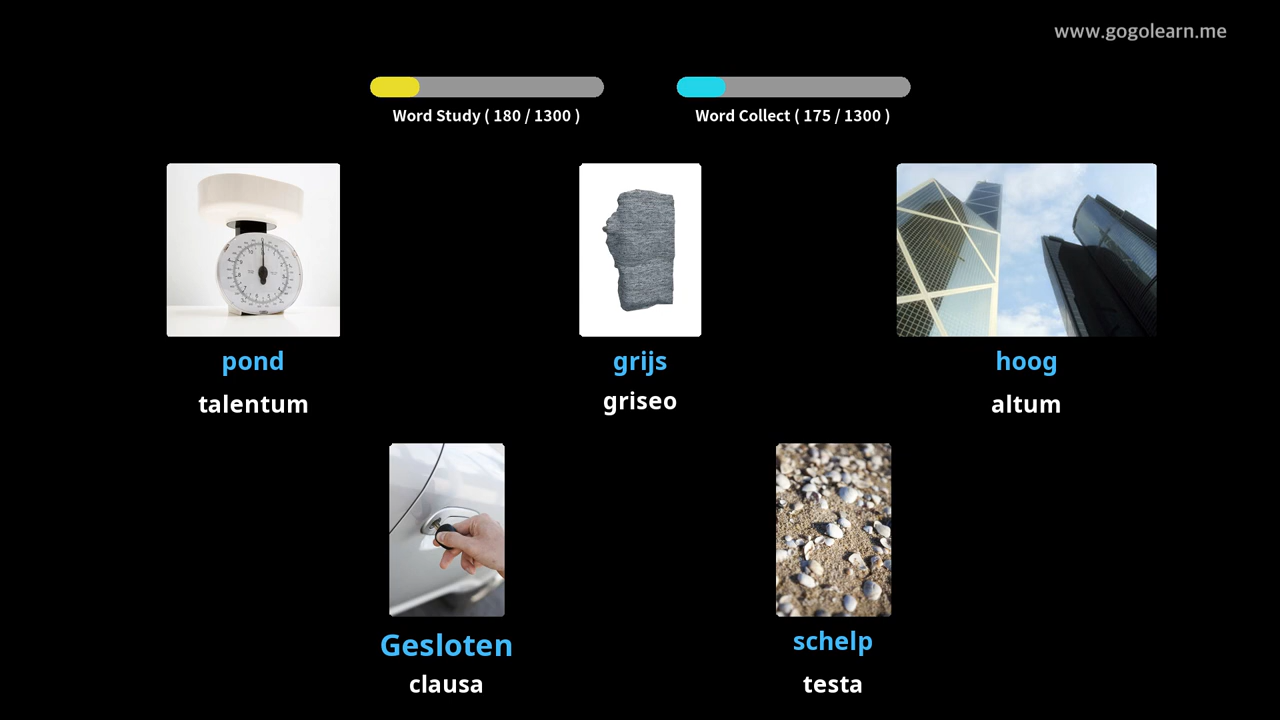 www.gogolearn.me
Word Study ( 180 / 1300 )
Word Collect ( 175 / 1300 )
pond
grijs
hoog
talentum
griseo
altum
Gesloten
schelp
clausa
testa